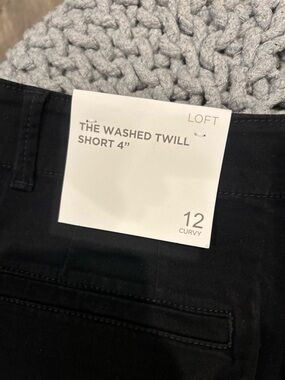 LOFT
THE WASHED TWILL
SHORT 4"
12
CURVY